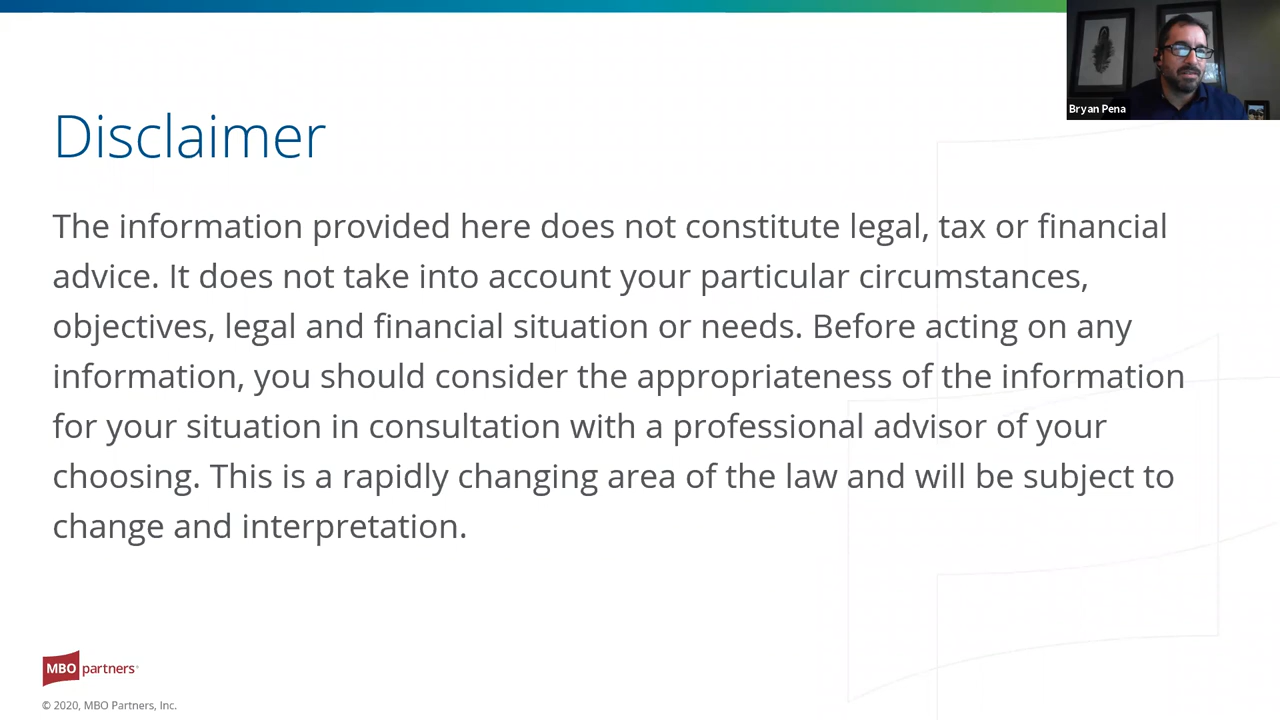 Bryan Pena
Disclaimer
The information provided here does not constitute legal, tax or financial
advice. It does not take into account your particular circumstances,
objectives, legal and financial situation or needs. Before acting on any
information, you should consider the appropriateness of the information
for your situation in consultation with a professional advisor of your
choosing. This is a rapidly changing area of the law and will be subject to
change and interpretation.
MBO partners
© 2020, MBO Partners, Inc.